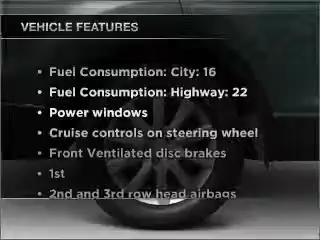 VEHICLE FEATURES
• Fuel Consumption: City: 16
• Fuel Consumption: Highway: 22
• Power windows
• Cruise controls on steering wheel
• Front Ventilated disc brakes
• 1st
• 2nd and 3rd row head airbags